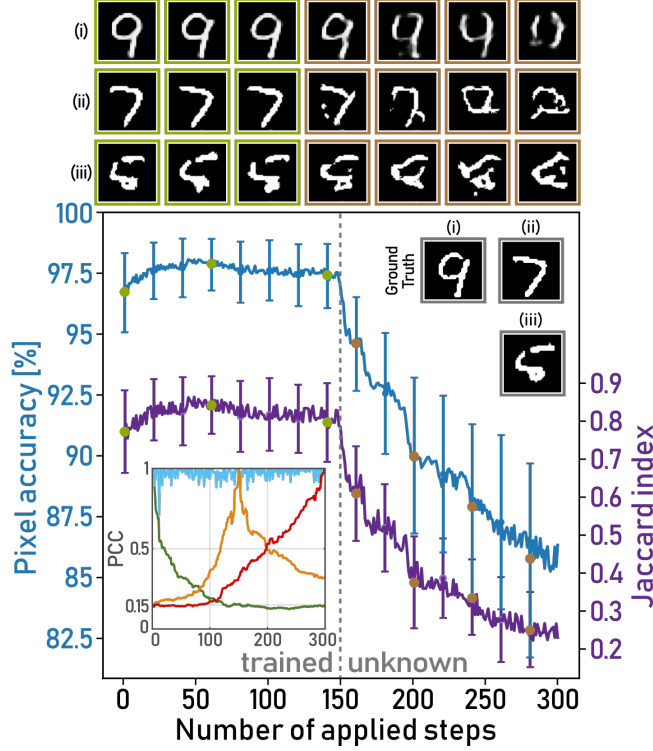 (i)
(ii)
(iii)
100
97.5
95
92.5
90
87.5
85
82.5
Pixel accuracy [%]
Ground
Truth
(i)
(ii)
(iii)
0.9
0.8
0.7
0.6
0.5
0.4
0.3
0.2
Jaccard index
PCC
1
0.5
0.15
0
0 100 200 300
trained unknown
0 50 100 150 200 250 300
Number of applied steps